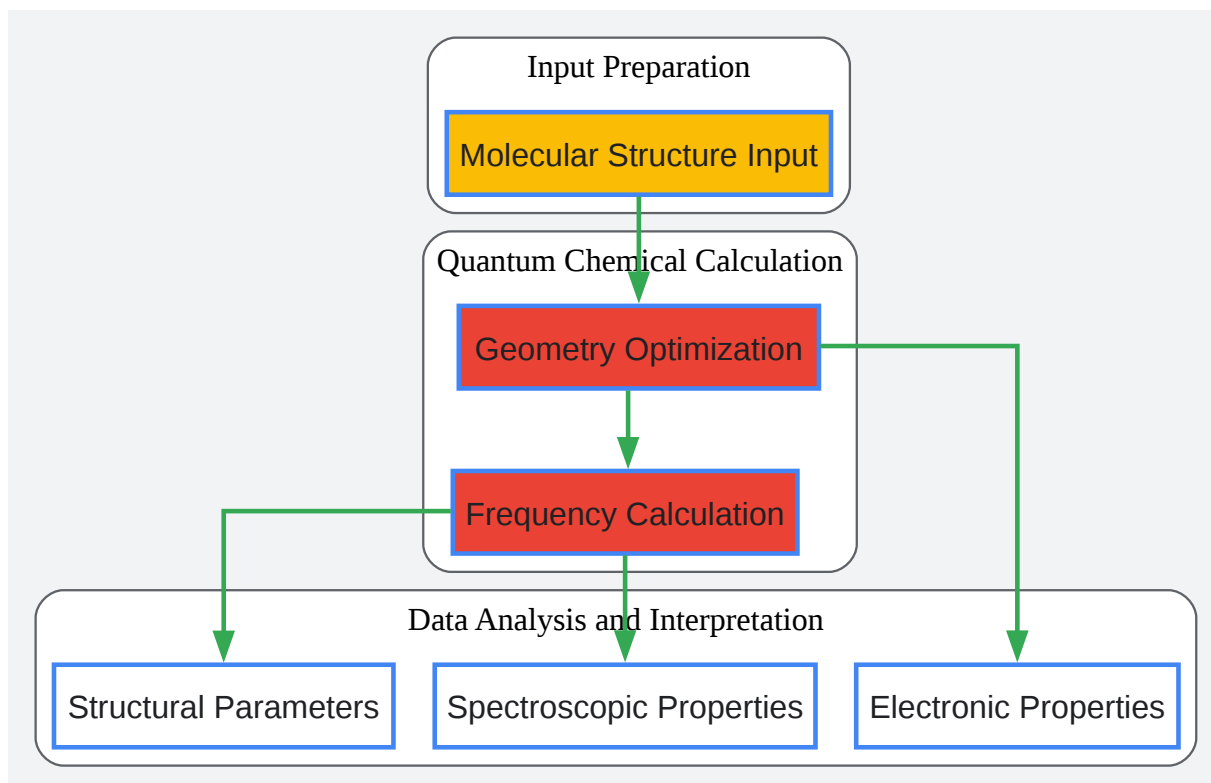 Input Preparation
Molecular Structure Input
Quantum Chemical Calculation
Geometry Optimization
Frequency Calculation
Data Analysis and Interpretation
Structural Parameters
Spectroscopic Properties
Electronic Properties